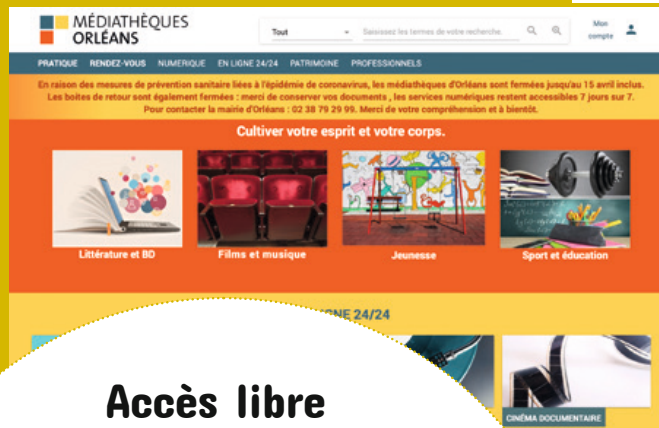 MÉDIATHÈQUES
ORLÉANS
Tout
Saisissez les termes de votre recherche
Mon
compte
PRATIQUE RENDEZ-VOUS NUMERIQUE EN LIGNE 24/24 PATRIMOINE PROFESSIONNELS
En raison des mesures de prévention sanitaire liées à l'épidémie de coronavirus, les médiathèques d'Orléans sont fermées jusqu'au 15 avril inclus.
Les boites de retour sont également fermées : merci de conserver vos documents , les services numériques restent accessibles 7 jours sur 7.
Pour contacter la mairie d'Orléans : 02 38 79 29 99. Merci de votre compréhension et à bientôt.
Cultiver votre esprit et votre corps.
Littérature et BD
Films et musique
Jeunesse
Sport et éducation
24/24
CINÉMA DOCUMENTAIRE
Accès libre